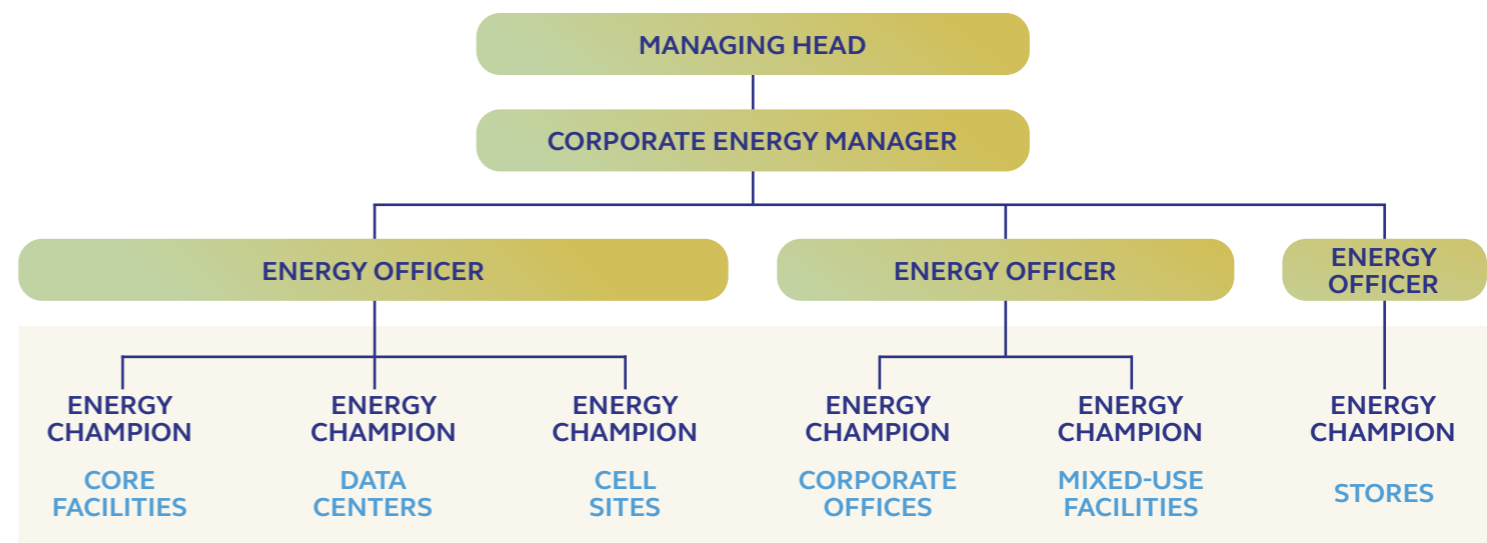 MANAGING HEAD
CORPORATE ENERGY MANAGER
ENERGY OFFICER
ENERGY OFFICER
ENERGY
OFFICER
ENERGY
CHAMPION
CORE
FACILITIES
ENERGY
CHAMPION
DATA
CENTERS
ENERGY
CHAMPION
CELL
SITES
ENERGY
CHAMPION
CORPORATE
OFFICES
ENERGY
CHAMPION
MIXED-USE
FACILITIES
ENERGY
CHAMPION
STORES